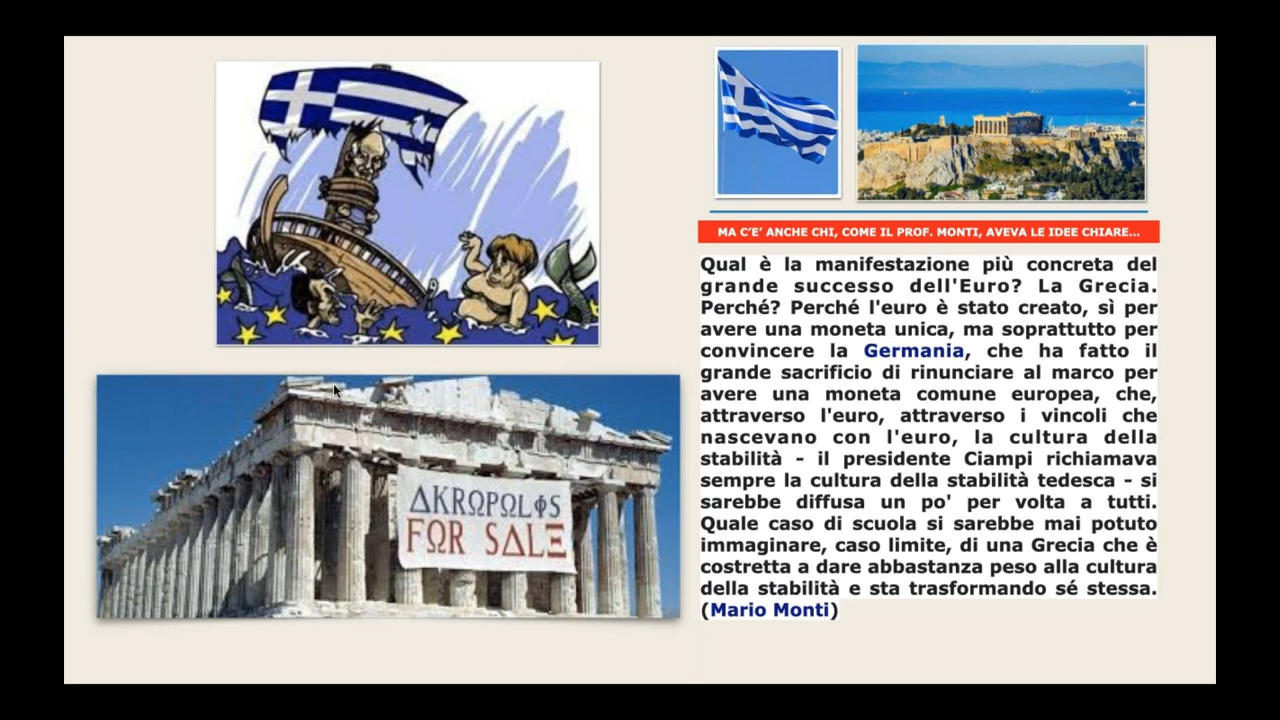 MA C'E' ANCHE CHI, COME IL PROF. MONTI, AVEVA LE IDEE CHIARE...
Qual è la manifestazione più concreta del
grande successo dell'Euro? La Grecia.
Perché? Perché l'euro è stato creato, sì per
avere una moneta unica, ma soprattutto per
convincere la Germania, che ha fatto il
grande sacrificio di rinunciare al marco per
avere una moneta comune europea, che,
attraverso l'euro, attraverso i vincoli che
nascevano con l'euro, la cultura della
stabilità - il presidente Ciampi richiamava
sempre la cultura della stabilità tedesca - si
sarebbe diffusa un po' per volta a tutti.
Quale caso di scuola si sarebbe mai potuto
immaginare, caso limite, di una Grecia che è
costretta a dare abbastanza peso alla cultura
della stabilità e sta trasformando sé stessa.
(Mario Monti)
ΔKRΩPΩLΦS
FΩR SΔLΞ